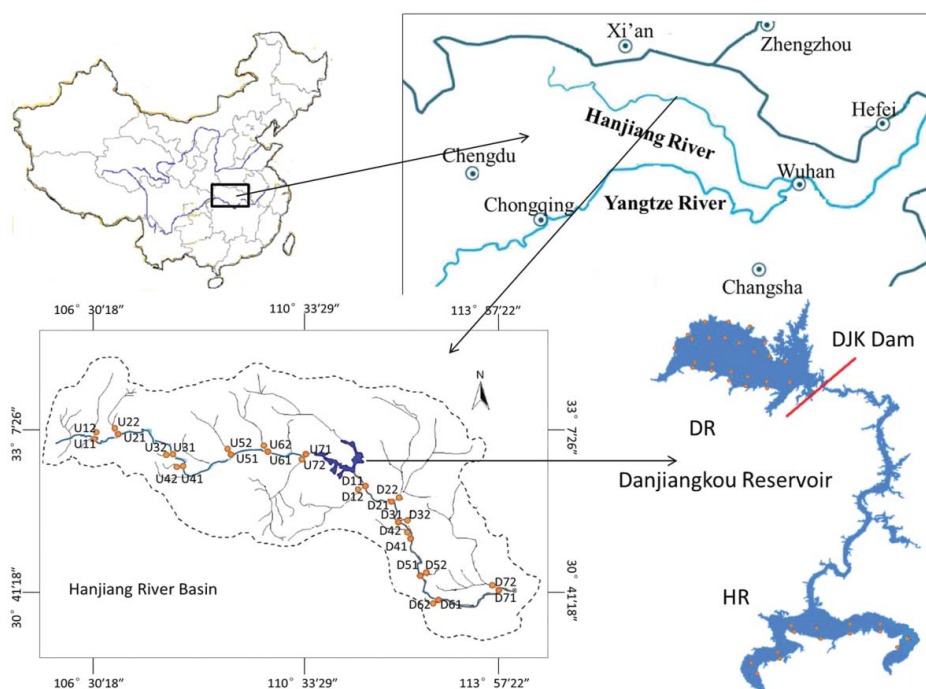 Xi'an
Zhengzhou
Hefei
Hanjiang River
Chengdu
Wuhan
Chongqing
Yangtze River
Changsha
106° 30'18"
110° 33'29"
113° 57'22"
DJK Dam
N
33° 7'26"
33° 7'26"
U12
U22
U11
U21
U32
U31
U42
U41
U52
U51
U62
U61
U71
U72
DR
Danjiangkou Reservoir
D11
D12
D22
D21
D31
D32
D42
D41
D51
D52
D72
D71
D62
D61
30° 41'18"
30° 41'18"
Hanjiang River Basin
HR
106° 30'18"
110° 33'29"
113° 57'22"